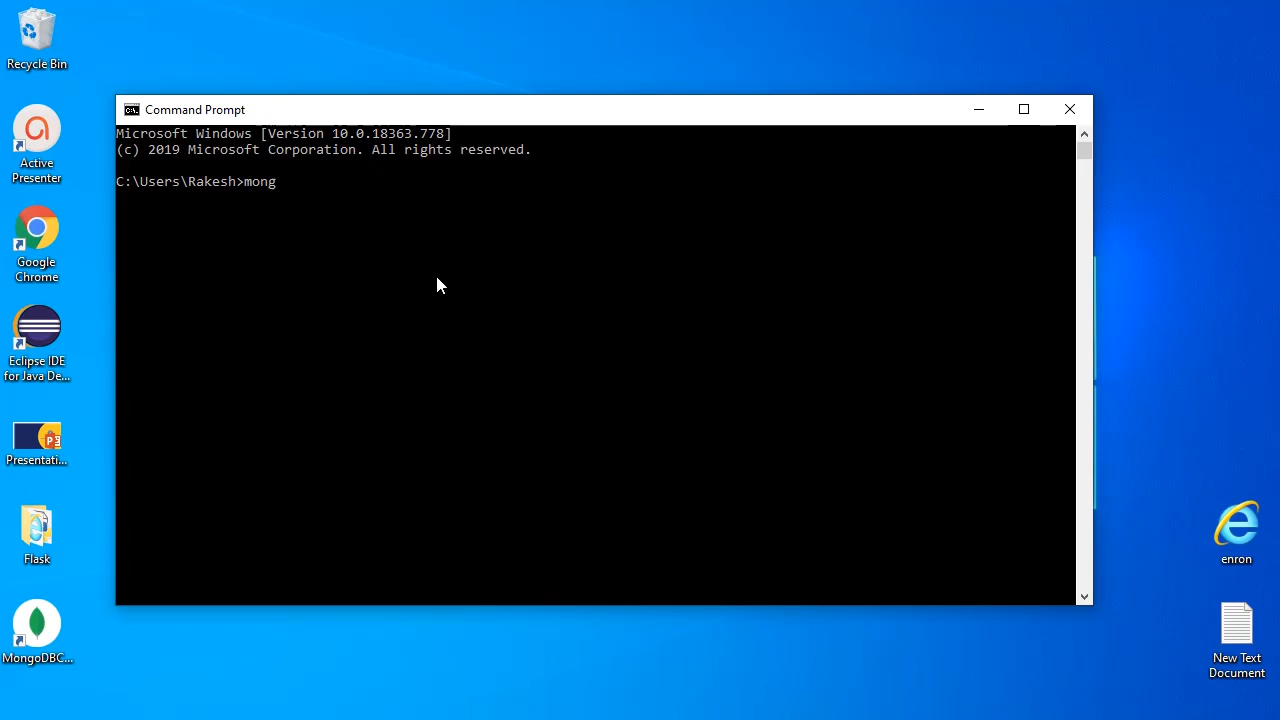 Recycle Bin
Active
Presenter
Google
Chrome
Eclipse IDE
for Java De...
Presentati...
Flask
MongoDBC...
Command Prompt
Microsoft Windows [Version 10.0.18363.778]
(c) 2019 Microsoft Corporation. All rights reserved.
C:\Users\Rakesh>mong
enron
New Text
Document